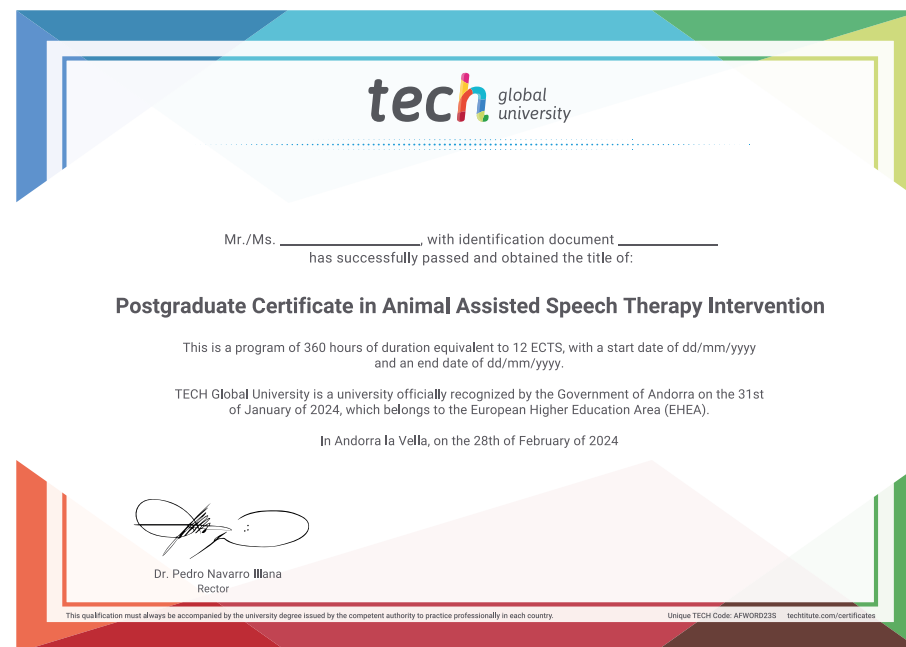 tech global university
Mr./Ms. ____________, with identification document ____________
has successfully passed and obtained the title of:
Postgraduate Certificate in Animal Assisted Speech Therapy Intervention
This is a program of 360 hours of duration equivalent to 12 ECTS, with a start date of dd/mm/yyyy
and an end date of dd/mm/yyyy.
TECH Global University is a university officially recognized by the Government of Andorra on the 31st
of January of 2024, which belongs to the European Higher Education Area (EHEA).
In Andorra la Vella, on the 28th of February of 2024
Dr. Pedro Navarro Illana
Rector
This qualification must always be accompanied by the university degree issued by the competent authority to practice professionally in each country.
Unique TECH Code: AFWORD23S techtitute.com/certificates